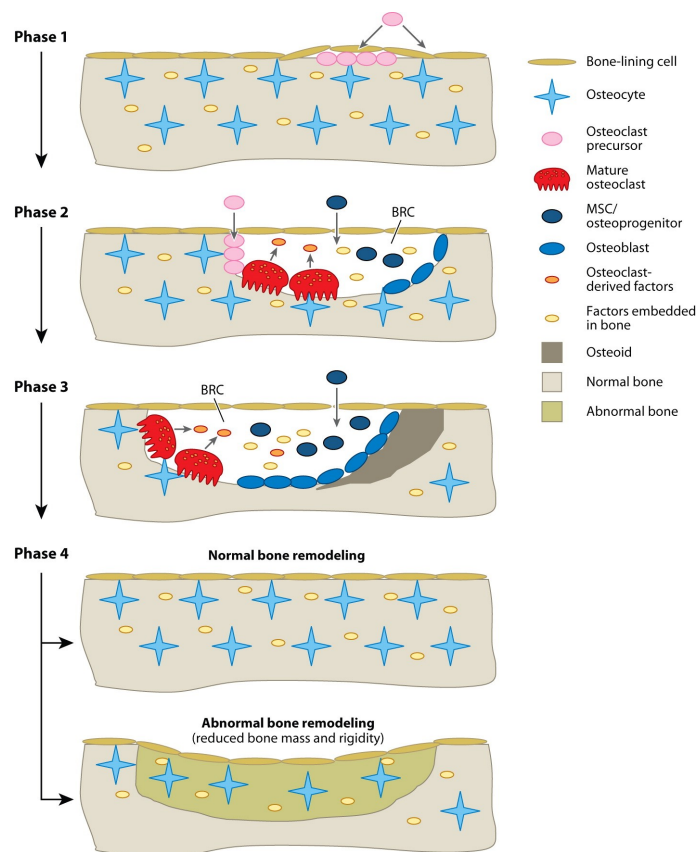 Phase 1
Bone-lining cell
Osteocyte
Osteoclast
precursor
Mature
osteoclast
Phase 2
BRC
MSC/
osteoprogenitor
Osteoblast
Osteoclast-
derived factors
Factors embedded
in bone
Osteoid
Normal bone
Abnormal bone
Phase 3
BRC
Phase 4
Normal bone remodeling
Abnormal bone remodeling
(reduced bone mass and rigidity)